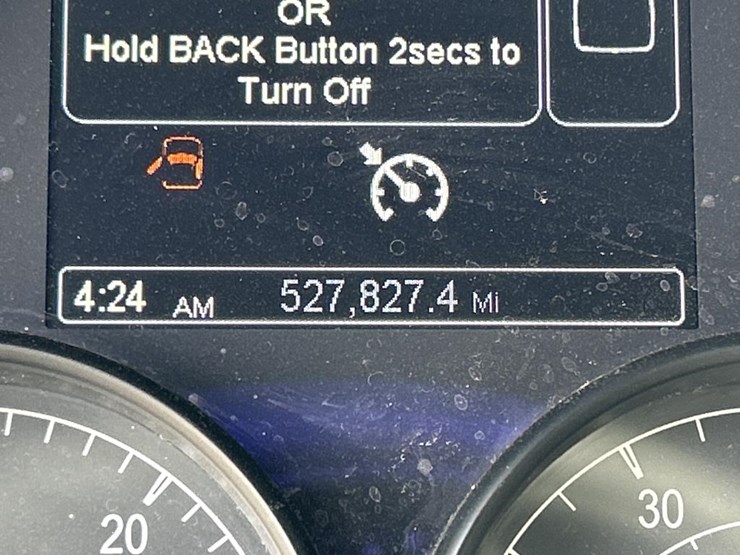 OR
Hold BACK Button 2secs to
Turn Off
4:24 AM 527,827.4 Mi
20
30